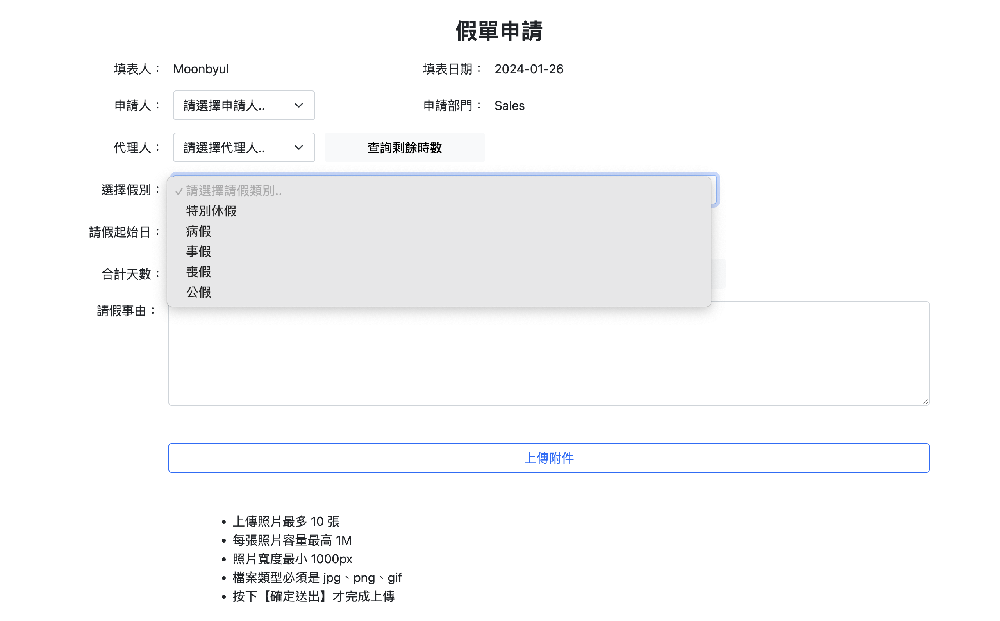 假單申請
填表人： Moonbyul 填表日期： 2024-01-26
申請人： 請選擇申請人.. 申請部門： Sales
代理人： 請選擇代理人.. 查詢剩餘時數
選擇假別： 請選擇請假類別..
特別休假
請假起始日： 病假
事假
合計天數： 喪假
公假
請假事由：
上傳附件
• 上傳照片最多 10 張
• 每張照片容量最高 1M
• 照片寬度最小 1000px
• 檔案類型必須是 jpg、png、gif
• 按下【確定送出】才完成上傳